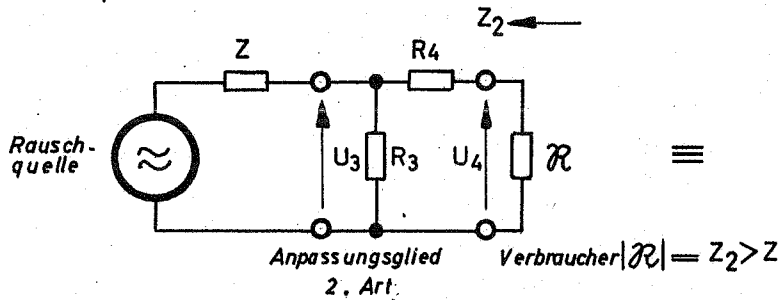 Z₂
Z
R4
Rausch-
quelle
U₃
R₃
U₄
ℜ
≡
Anpassungsglied
2. Art.
Verbraucher|ℜ| = Z₂>Z